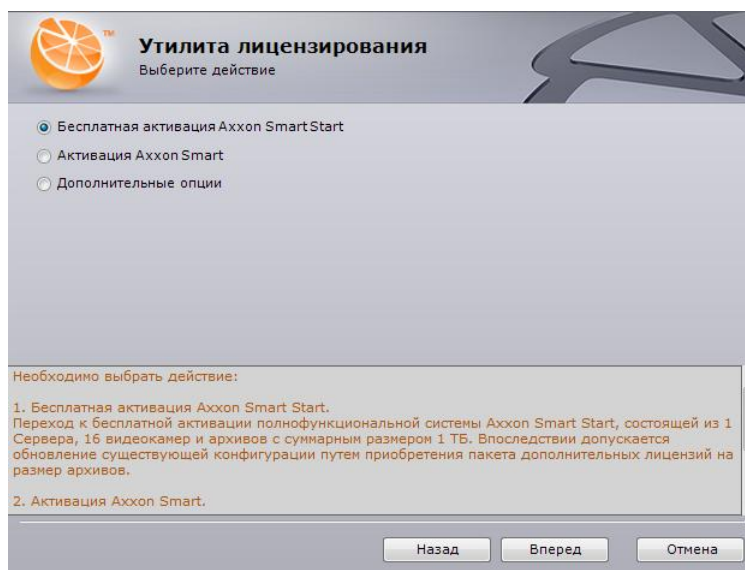 TM
Утилита лицензирования
Выберите действие
Бесплатная активация Axxon Smart Start
Активация Axxon Smart
Дополнительные опции
Необходимо выбрать действие:
1. Бесплатная активация Axxon Smart Start.
Переход к бесплатной активации полнофункциональной системы Axxon Smart Start, состоящей из 1
Сервера, 16 видеокамер и архивов с суммарным размером 1 ТБ. Впоследствии допускается
обновление существующей конфигурации путем приобретения пакета дополнительных лицензий на
размер архивов.
2. Активация Axxon Smart.
Назад
Вперед
Отмена